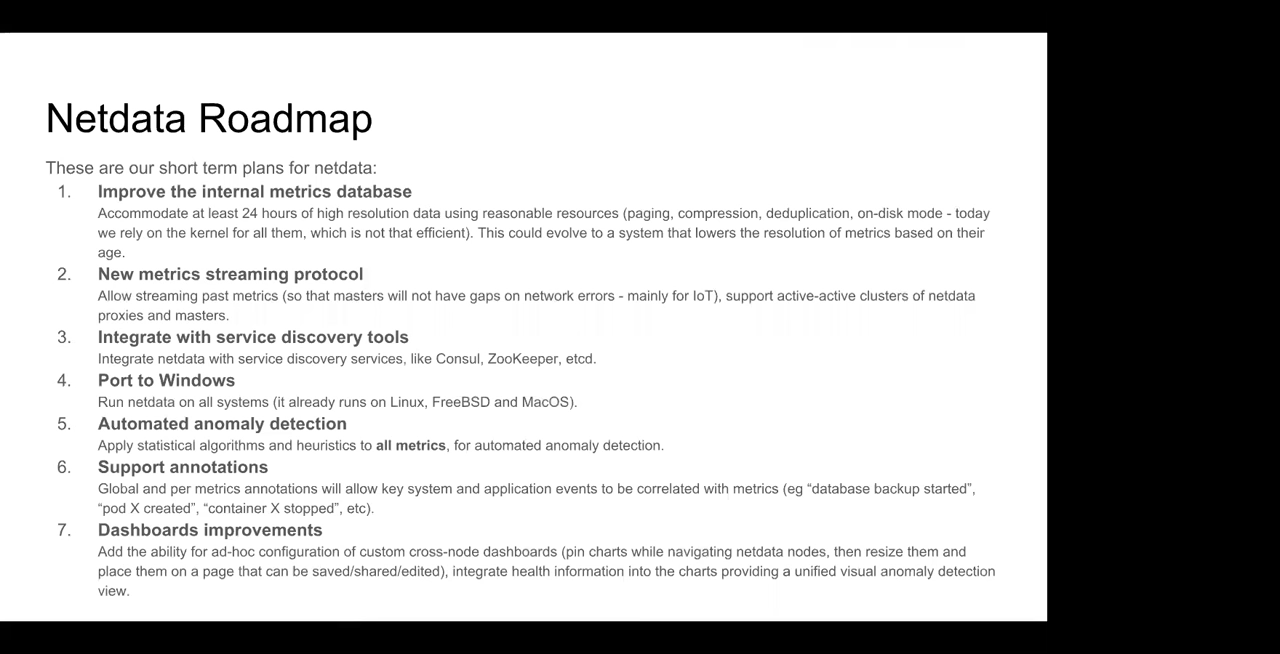 Netdata Roadmap
These are our short term plans for netdata:
1. Improve the internal metrics database
Accommodate at least 24 hours of high resolution data using reasonable resources (paging, compression, deduplication, on-disk mode - today
we rely on the kernel for all them, which is not that efficient). This could evolve to a system that lowers the resolution of metrics based on their
age.
2. New metrics streaming protocol
Allow streaming past metrics (so that masters will not have gaps on network errors - mainly for IoT), support active-active clusters of netdata
proxies and masters.
3. Integrate with service discovery tools
Integrate netdata with service discovery services, like Consul, ZooKeeper, etcd.
4. Port to Windows
Run netdata on all systems (it already runs on Linux, FreeBSD and MacOS).
5. Automated anomaly detection
Apply statistical algorithms and heuristics to all metrics, for automated anomaly detection.
6. Support annotations
Global and per metrics annotations will allow key system and application events to be correlated with metrics (eg “database backup started”,
“pod X created”, “container X stopped”, etc).
7. Dashboards improvements
Add the ability for ad-hoc configuration of custom cross-node dashboards (pin charts while navigating netdata nodes, then resize them and
place them on a page that can be saved/shared/edited), integrate health information into the charts providing a unified visual anomaly detection
view.